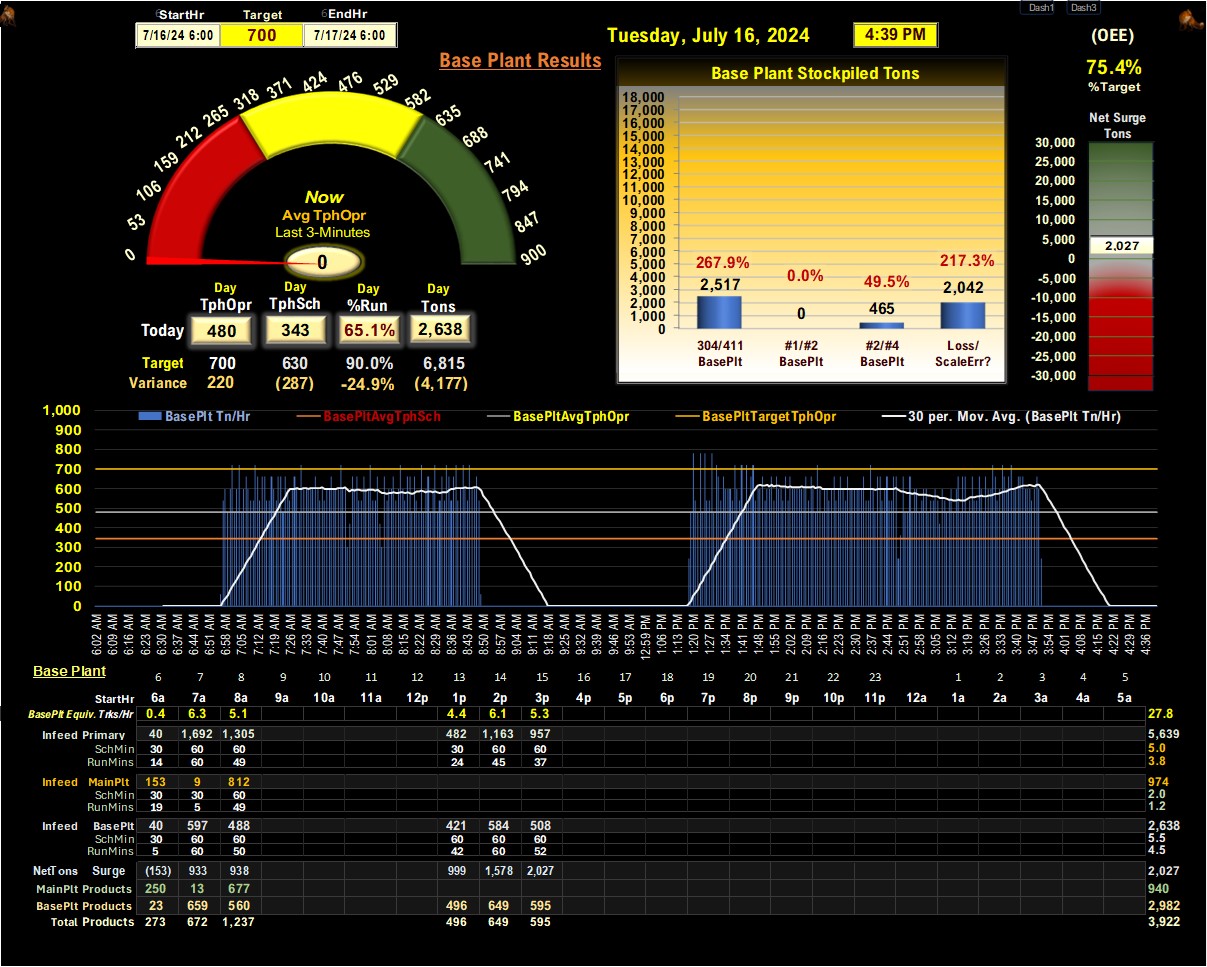 Dash1 Dash3
StartHr Target 6EndHr
7/16/24 6:00 700 7/17/24 6:00
Tuesday, July 16, 2024 4:39 PM
(OEE)
75.4%
%Target
Base Plant Results
0 53 106 159 212 265 318 371 424 476 529 582 635 688 741 794 847 900
Now
Avg TphOpr
Last 3-Minutes
0
Day Day Day Day
TphOpr TphSch %Run Tons
Today 480 343 65.1% 2,638
Target 700 630 90.0% 6,815
Variance 220 (287) -24.9% (4,177)
Base Plant Stockpiled Tons
18,000
17,000
16,000
15,000
14,000
13,000
12,000
11,000
10,000
9,000
8,000
7,000
6,000
5,000
4,000
3,000
2,000
1,000
0
267.9% 0.0% 49.5% 217.3%
2,517 0 465 2,042
304/411 #1/#2 #2/#4 Loss/
BasePlt BasePlt BasePlt ScaleErr?
Net Surge
Tons
30,000
25,000
20,000
15,000
10,000
5,000
0
-5,000
-10,000
-15,000
-20,000
-25,000
-30,000
2,027
BasePlt Tn/Hr BasePltAvgTphSch BasePltAvgTphOpr BasePltTargetTphOpr 30 per. Mov. Avg. (BasePlt Tn/Hr)
1,000
900
800
700
600
500
400
300
200
100
0
6:02 AM 6:09 AM 6:16 AM 6:23 AM 6:30 AM 6:37 AM 6:44 AM 6:51 AM 6:58 AM 7:05 AM 7:12 AM 7:19 AM 7:26 AM 7:33 AM 7:40 AM 7:47 AM 7:54 AM 8:01 AM 8:08 AM 8:15 AM 8:22 AM 8:29 AM 8:36 AM 8:43 AM 8:50 AM 9:04 AM 9:11 AM 9:18 AM 9:25 AM 9:32 AM 9:39 AM 9:46 AM 9:53 AM 12:59 PM 1:06 PM 1:13 PM 1:20 PM 1:27 PM 1:34 PM 1:41 PM 1:48 PM 1:55 PM 2:02 PM 2:09 PM 2:16 PM 2:23 PM 2:30 PM 2:37 PM 2:44 PM 2:51 PM 2:58 PM 3:05 PM 3:12 PM 3:19 PM 3:26 PM 3:33 PM 3:40 PM 3:47 PM 3:54 PM 4:01 PM 4:08 PM 4:15 PM 4:22 PM 4:29 PM 4:36 PM
Base Plant 6 7 8 9 10 11 12 13 14 15 16 17 18 19 20 21 22 23 1 2 3 4 5
StartHr 6a 7a 8a 9a 10a 11a 12p 1p 2p 3p 4p 5p 6p 7p 8p 9p 10p 11p 12a 1a 2a 3a 4a 5a
BasePlt Equiv. Trks/Hr 0.4 6.3 5.1 4.4 6.1 5.3 27.8
Infeed Primary 40 1,692 1,305 482 1,163 957 5,639
SchMin 30 60 60 30 60 60 5.0
RunMins 14 60 49 24 45 37 3.8
Infeed MainPlt 153 9 812 974
SchMin 30 30 60 2.0
RunMins 19 5 49 1.2
Infeed BasePlt 40 597 488 421 584 508 2,638
SchMin 30 60 60 60 60 60 5.5
RunMins 5 60 50 42 60 52 4.5
NetTons Surge (153) 933 938 999 1,578 2,027 2,027
MainPlt Products 250 13 677 940
BasePlt Products 23 659 560 496 649 595 2,982
Total Products 273 672 1,237 496 649 595 3,922